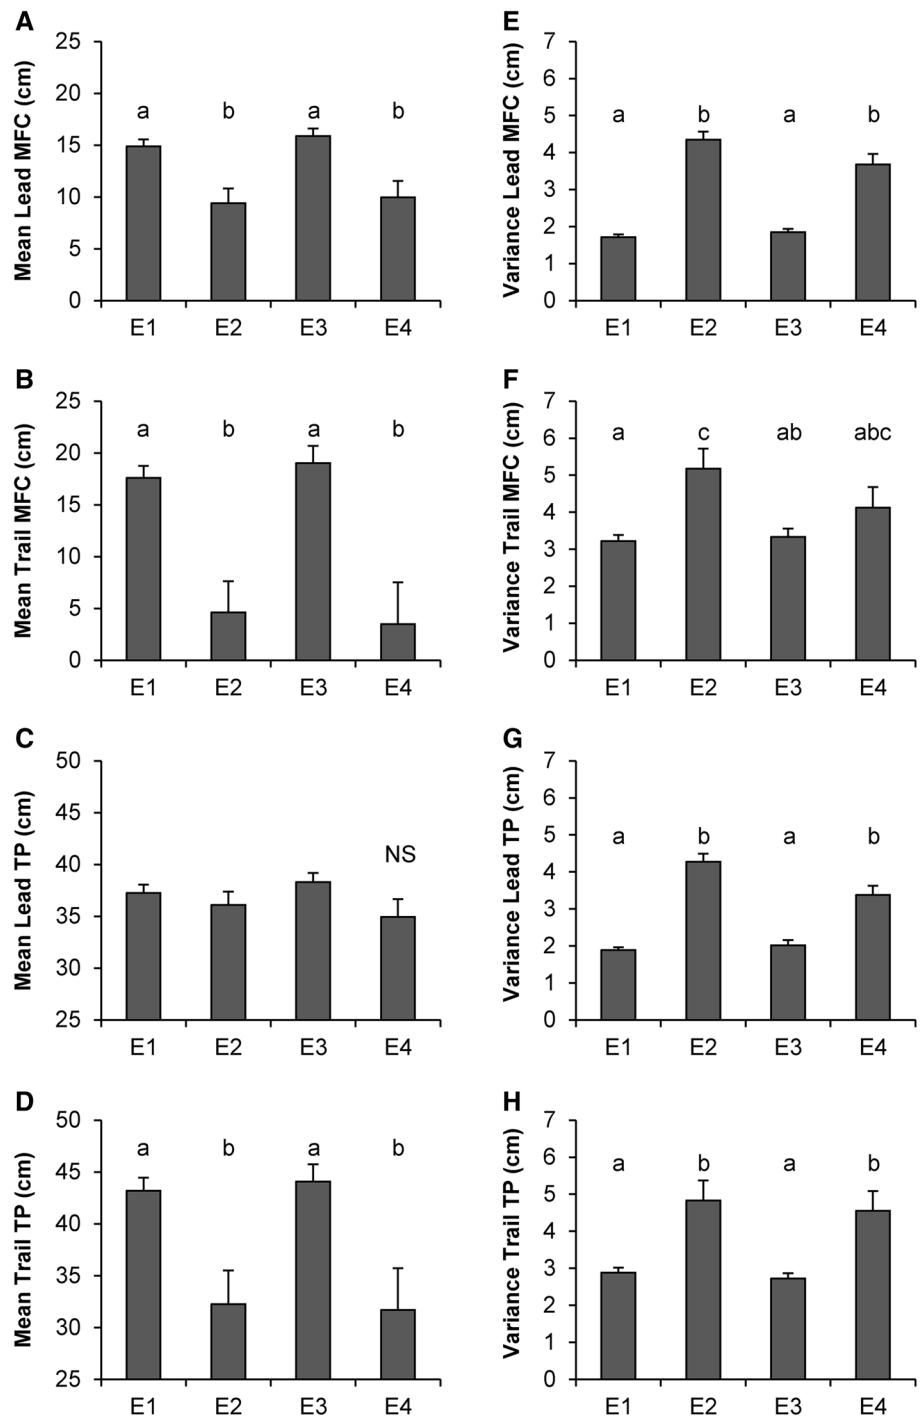 A
Mean Lead MFC (cm)
25
20
15
10
5
0
a b a b
E1 E2 E3 E4
E
Variance Lead MFC (cm)
7
6
5
4
3
2
1
0
a b a b
E1 E2 E3 E4
B
Mean Trail MFC (cm)
25
20
15
10
5
0
a b a b
E1 E2 E3 E4
F
Variance Trail MFC (cm)
7
6
5
4
3
2
1
0
a c ab abc
E1 E2 E3 E4
C
Mean Lead TP (cm)
50
45
40
35
30
25
NS
E1 E2 E3 E4
G
Variance Lead TP (cm)
7
6
5
4
3
2
1
0
a b a b
E1 E2 E3 E4
D
Mean Trail TP (cm)
50
45
40
35
30
25
a b a b
E1 E2 E3 E4
H
Variance Trail TP (cm)
7
6
5
4
3
2
1
0
a b a b
E1 E2 E3 E4